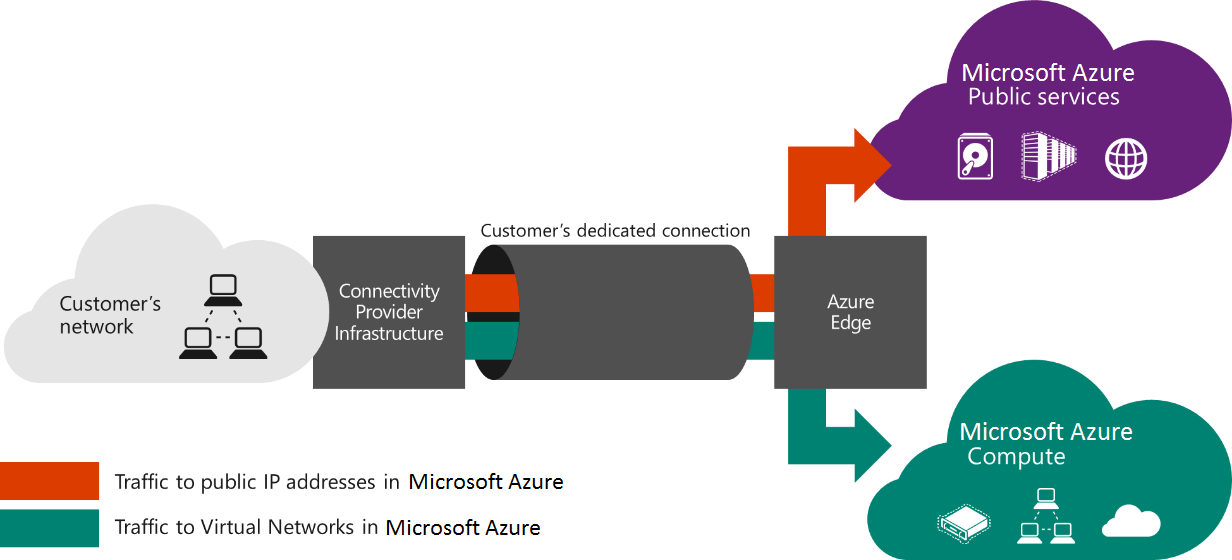 Microsoft Azure
Public services
Customer's dedicated connection
Customer's
network
Connectivity
Provider
Infrastructure
Azure
Edge
Microsoft Azure
Compute
Traffic to public IP addresses in Microsoft Azure
Traffic to Virtual Networks in Microsoft Azure